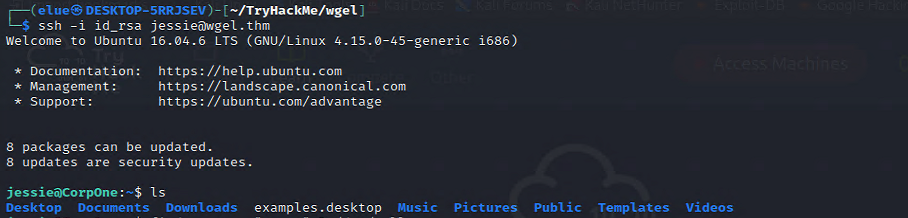 ┌──(elue㉿DESKTOP-5RRJSEV)-[~/TryHackMe/wgel]
└─$ ssh -i id_rsa jessie@wgel.thm
Welcome to Ubuntu 16.04.6 LTS (GNU/Linux 4.15.0-45-generic i686)
* Documentation:  https://help.ubuntu.com
* Management:     https://landscape.canonical.com
* Support:        https://ubuntu.com/advantage
8 packages can be updated.
8 updates are security updates.
jessie@CorpOne:~$ ls
Desktop  Documents  Downloads  examples.desktop  Music  Pictures  Public  Templates  Videos
Access Machines